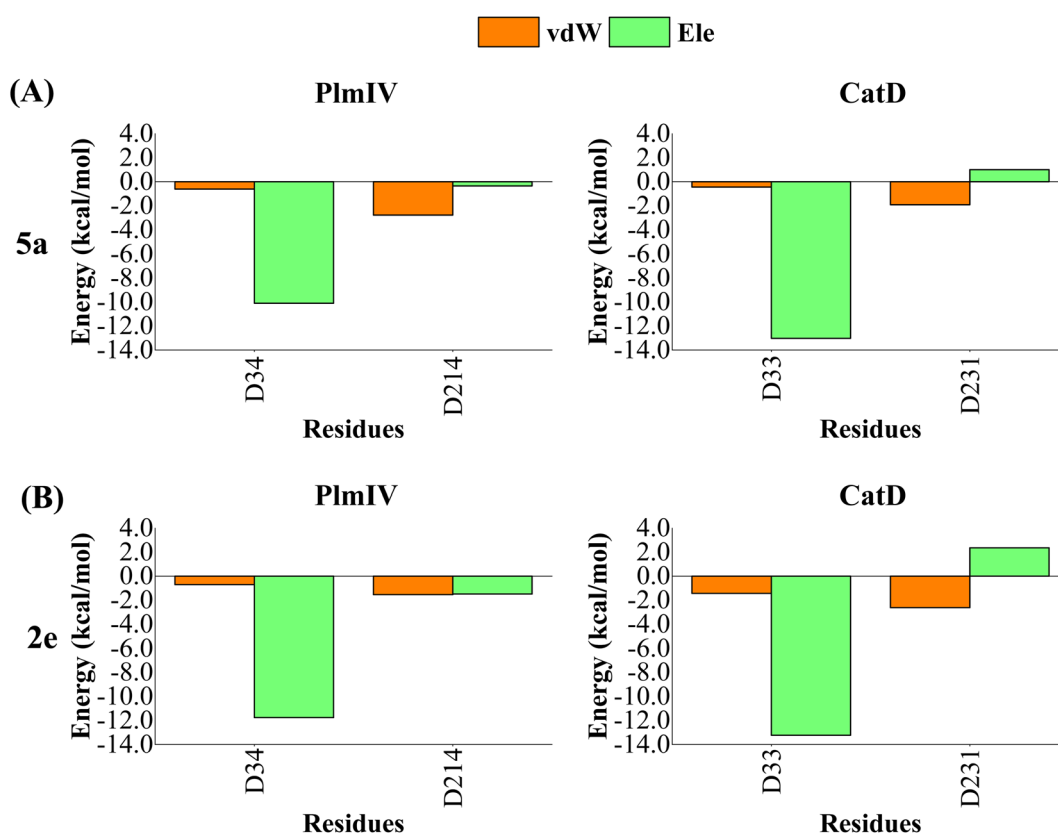 vdW Ele
(A)
PlmIV
CatD
5a
Energy (kcal/mol)
4.0
2.0
0.0
-2.0
-4.0
-6.0
-8.0
-10.0
-12.0
-14.0
D34
D214
Residues
Energy (kcal/mol)
4.0
2.0
0.0
-2.0
-4.0
-6.0
-8.0
-10.0
-12.0
-14.0
D33
D231
Residues
(B)
PlmIV
CatD
2e
Energy (kcal/mol)
4.0
2.0
0.0
-2.0
-4.0
-6.0
-8.0
-10.0
-12.0
-14.0
D34
D214
Residues
Energy (kcal/mol)
4.0
2.0
0.0
-2.0
-4.0
-6.0
-8.0
-10.0
-12.0
-14.0
D33
D231
Residues